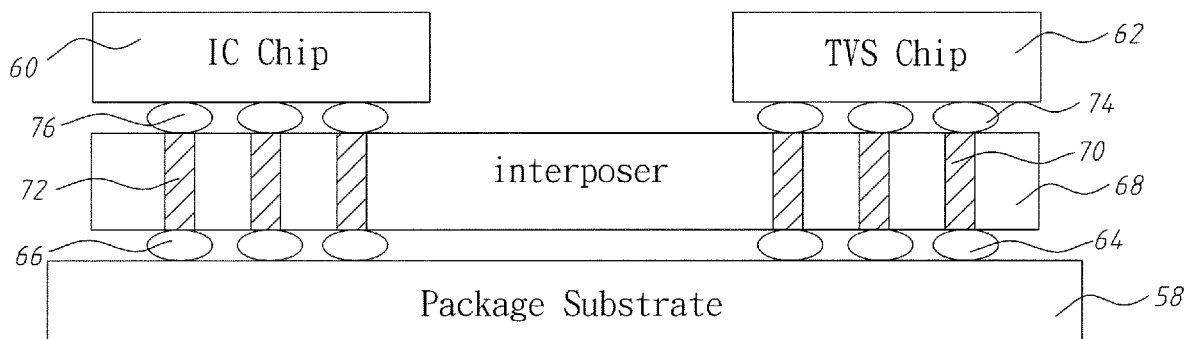 60
IC Chip
TVS Chip
62
76
74
72
interposer
70
68
66
64
Package Substrate
58